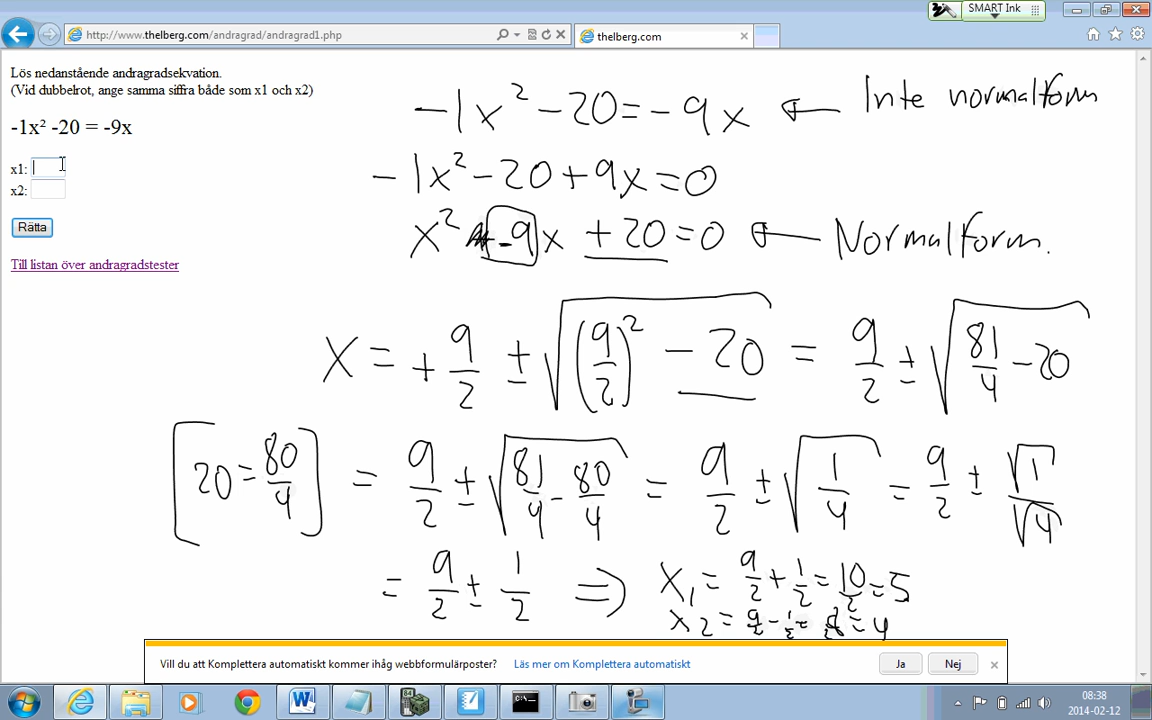 SMART Ink
http://www.thelberg.com/andragrad/andragrad1.php
thelberg.com
Lös nedanstående andragradsekvation.
(Vid dubbelrot, ange samma siffra både som x1 och x2)
-1x² -20 = -9x
x1:
x2:
Rätta
Till listan över andragradstester
-1x² - 20 = -9x ← Inte normalform
-1x² - 20 + 9x = 0
x² - 9x + 20 = 0 ← Normalform.
X = + 9/2 ± √((9/2)² - 20) = 9/2 ± √(81/4 - 20)
[20 = 80/4] = 9/2 ± √(81/4 - 80/4) = 9/2 ± √(1/4) = 9/2 ± √1/√4
= 9/2 ± 1/2 ⇒ X₁ = 9/2 + 1/2 = 10/2 = 5
X₂ = 9/2 - 1/2 = 8/2 = 4
Vill du att Komplettera automatiskt kommer ihåg webbformulärposter? Läs mer om Komplettera automatiskt Ja Nej
08:38
2014-02-12